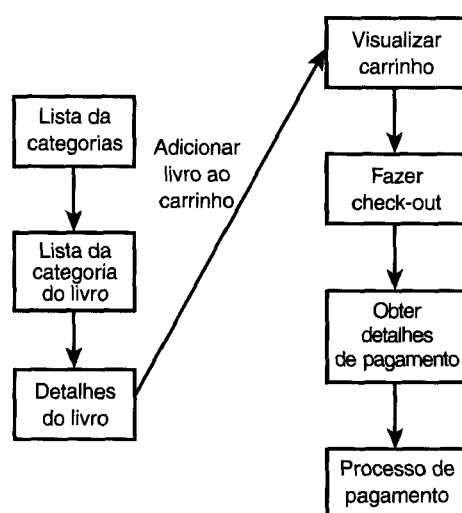 Lista da
categorias
Lista da
categoria
do livro
Detalhes
do livro
Adicionar
livro ao
carrinho
Visualizar
carrinho
Fazer
check-out
Obter
detalhes
de pagamento
Processo de
pagamento